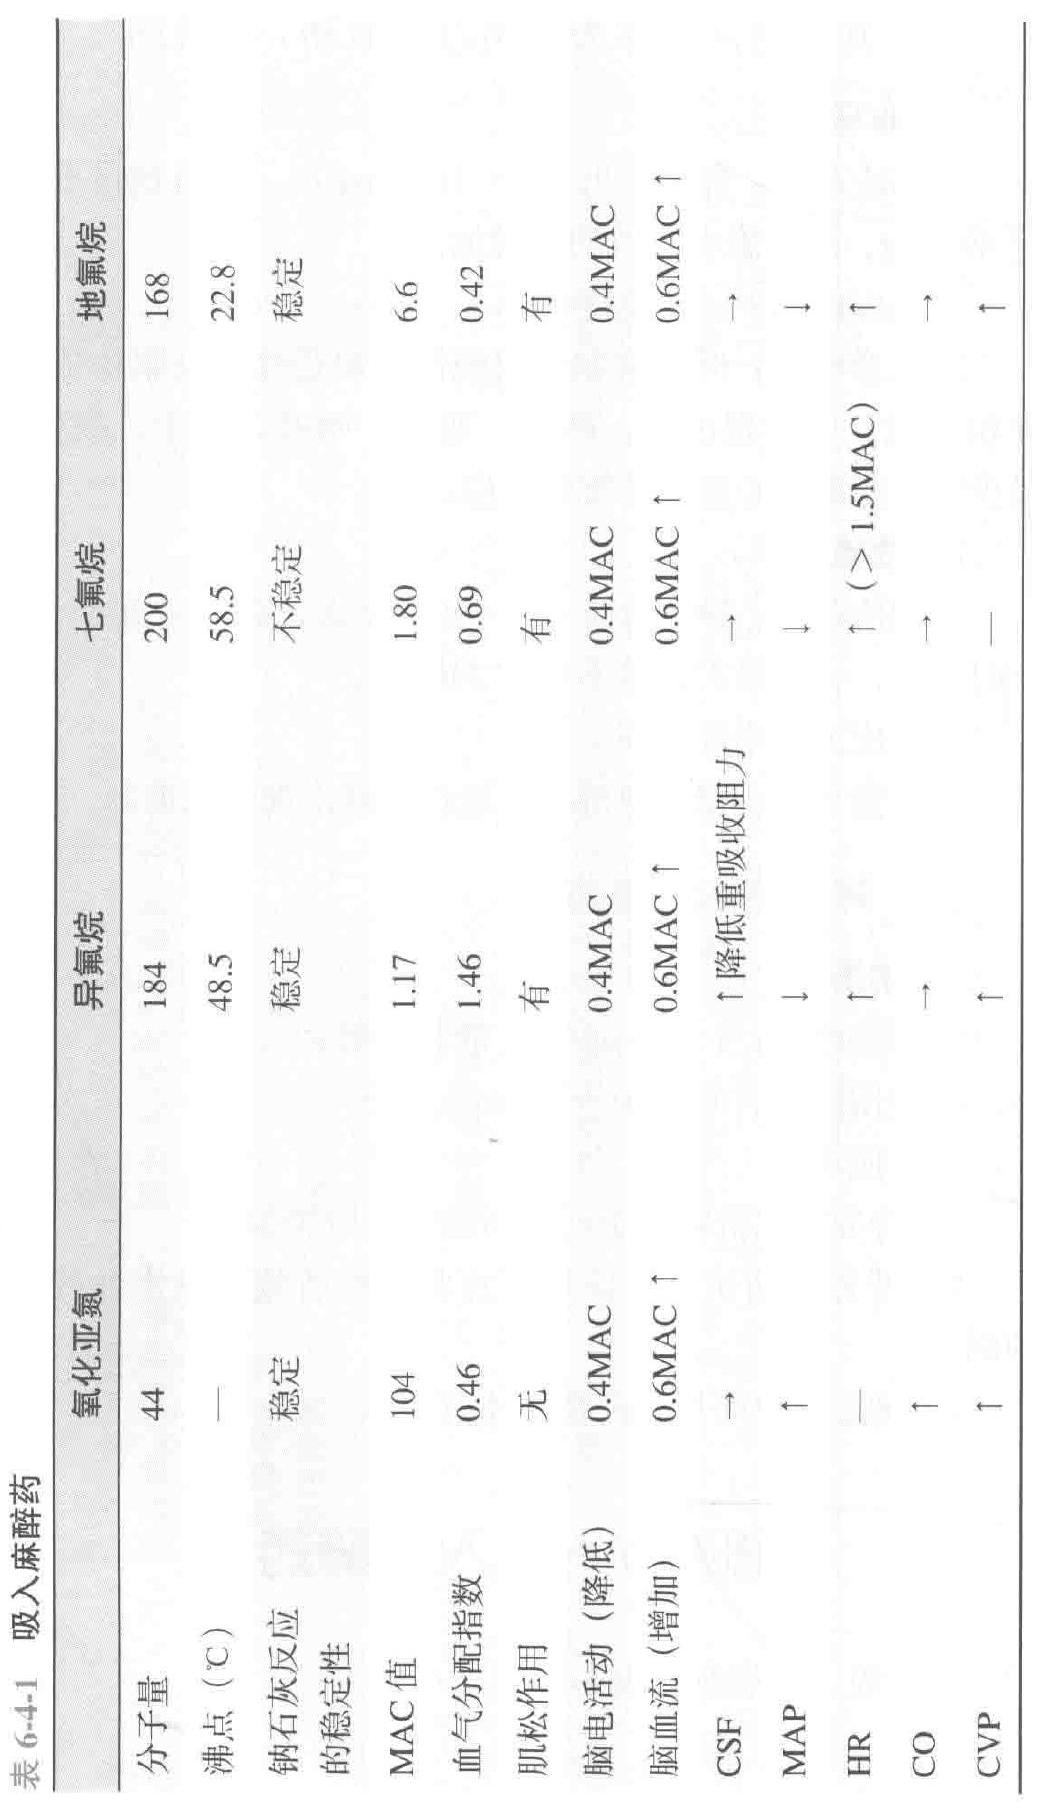 表 6-4-1 吸入麻醉药
氧化亚氮 异氟烷 七氟烷 地氟烷
分子量 44 184 200 168
沸点（℃） — 48.5 58.5 22.8
钠石灰反应 稳定 稳定 不稳定 稳定
的稳定性
MAC 值 104 1.17 1.80 6.6
血气分配指数 0.46 1.46 0.69 0.42
肌松作用 无 有 有 有
脑电活动（降低） 0.4MAC 0.4MAC 0.4MAC 0.4MAC
脑血流（增加） 0.6MAC ↑ 0.6MAC ↑ 0.6MAC ↑ 0.6MAC ↑
CSF → ↑降低重吸收阻力 → →
MAP ↑ ↓ ↓ ↓
HR — ↑ ↑（> 1.5MAC） ↑
CO ↑ → → →
CVP ↑ ↑ — ↑